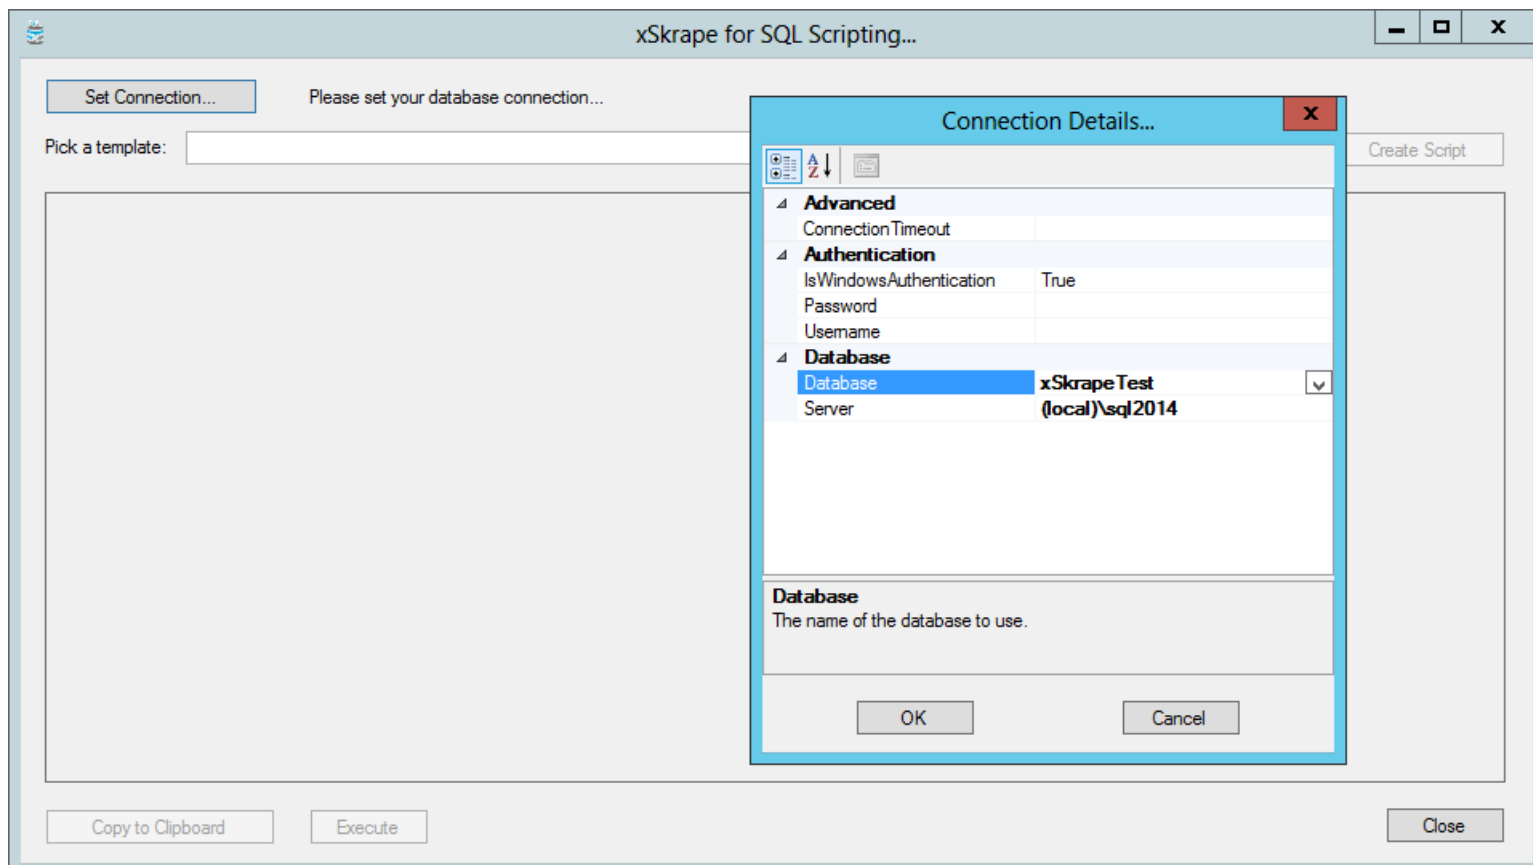 xSkrape for SQL Scripting...
Set Connection...
Please set your database connection...
Pick a template:
Create Script
Connection Details...
Advanced
ConnectionTimeout
Authentication
IsWindowsAuthentication True
Password
Username
Database
Database xSkrapeTest
Server (local)\sql2014
Database
The name of the database to use.
OK Cancel
Copy to Clipboard Execute Close